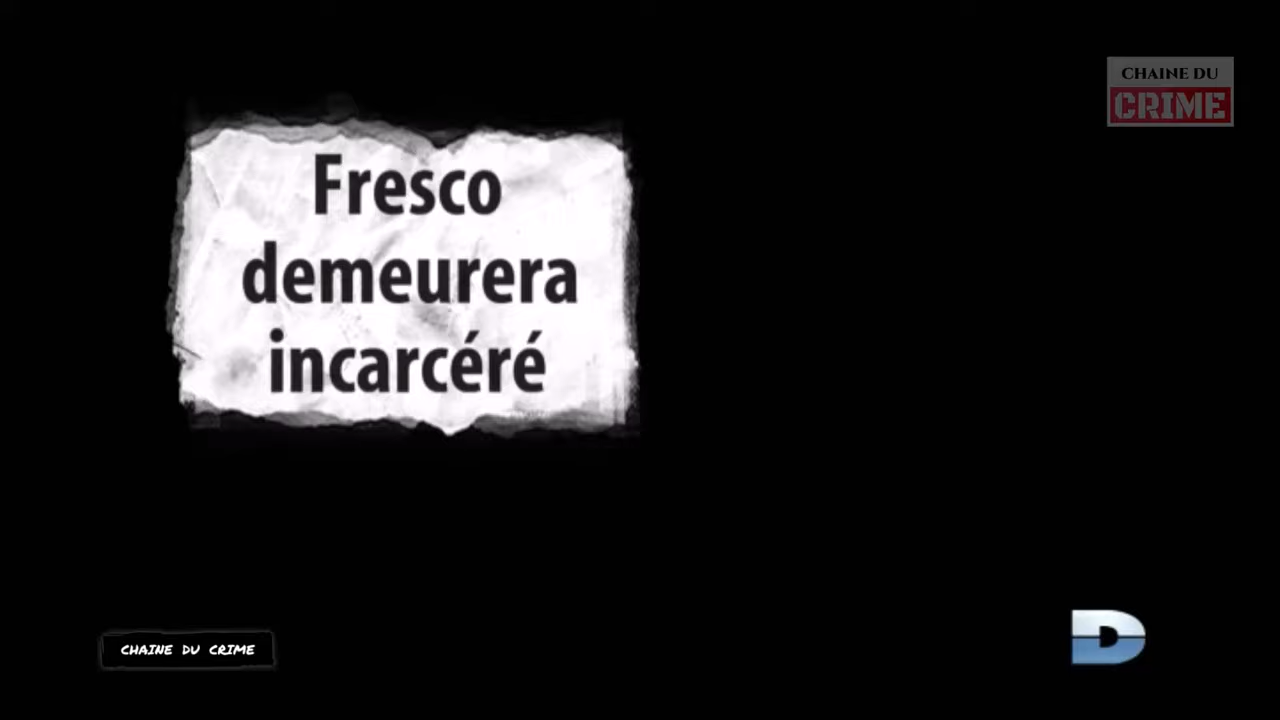 CHAINE DU
CRIME
Fresco
demeurera
incarcéré
CHAINE DU CRIME
D